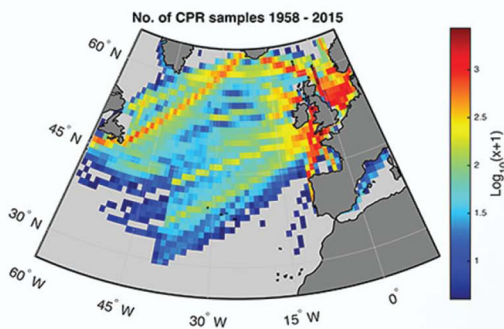 No. of CPR samples 1958 - 2015
60° N
45° N
30° N
60° W
45° W
30° W
15° W
0°
60° N
3
2.5
2
1.5
1
Log₁₀(x+1)